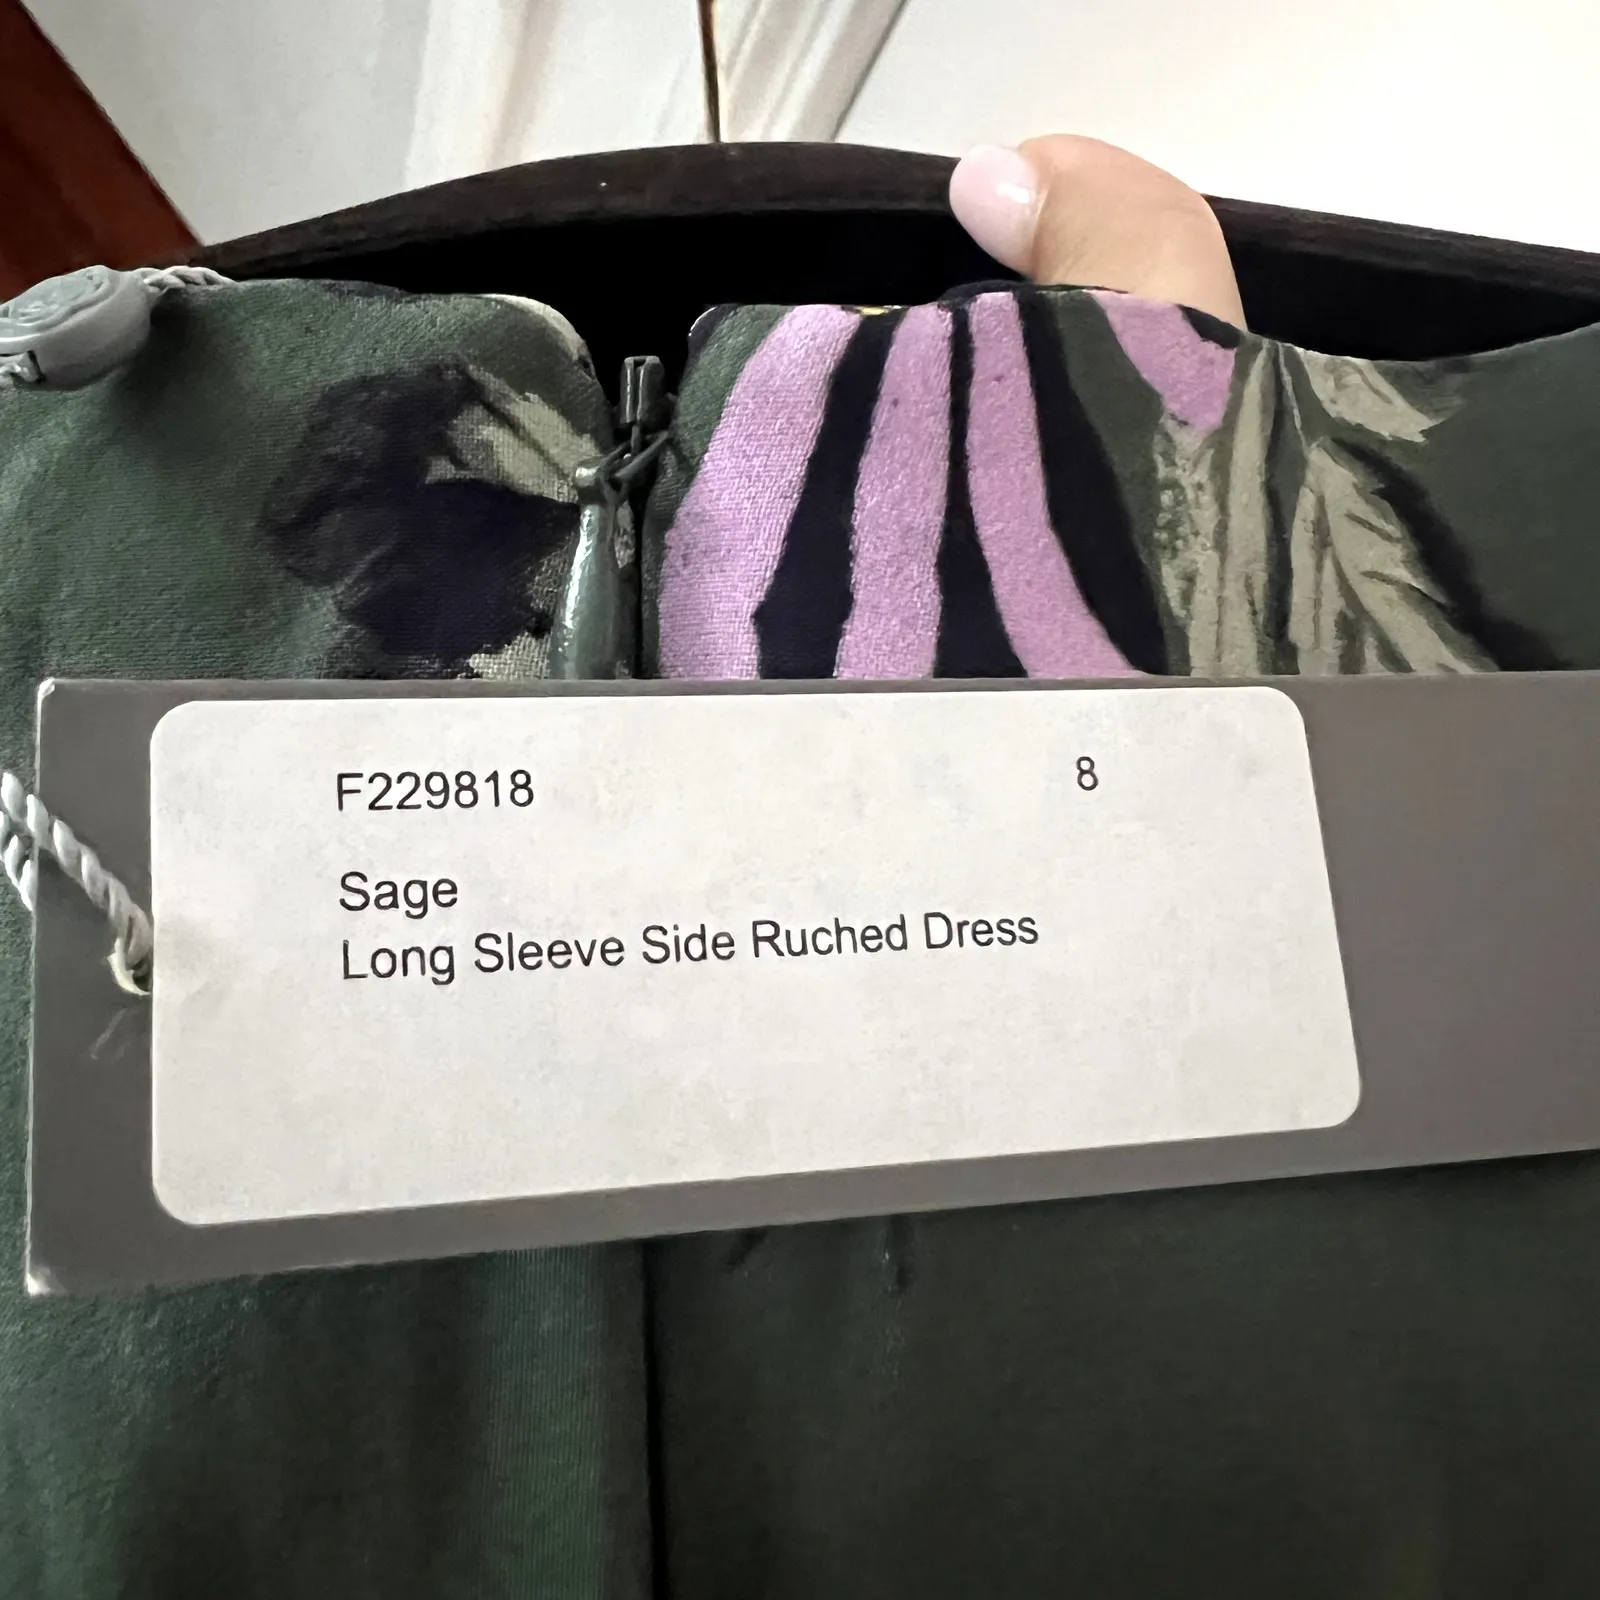 F229818 8
Sage
Long Sleeve Side Ruched Dress